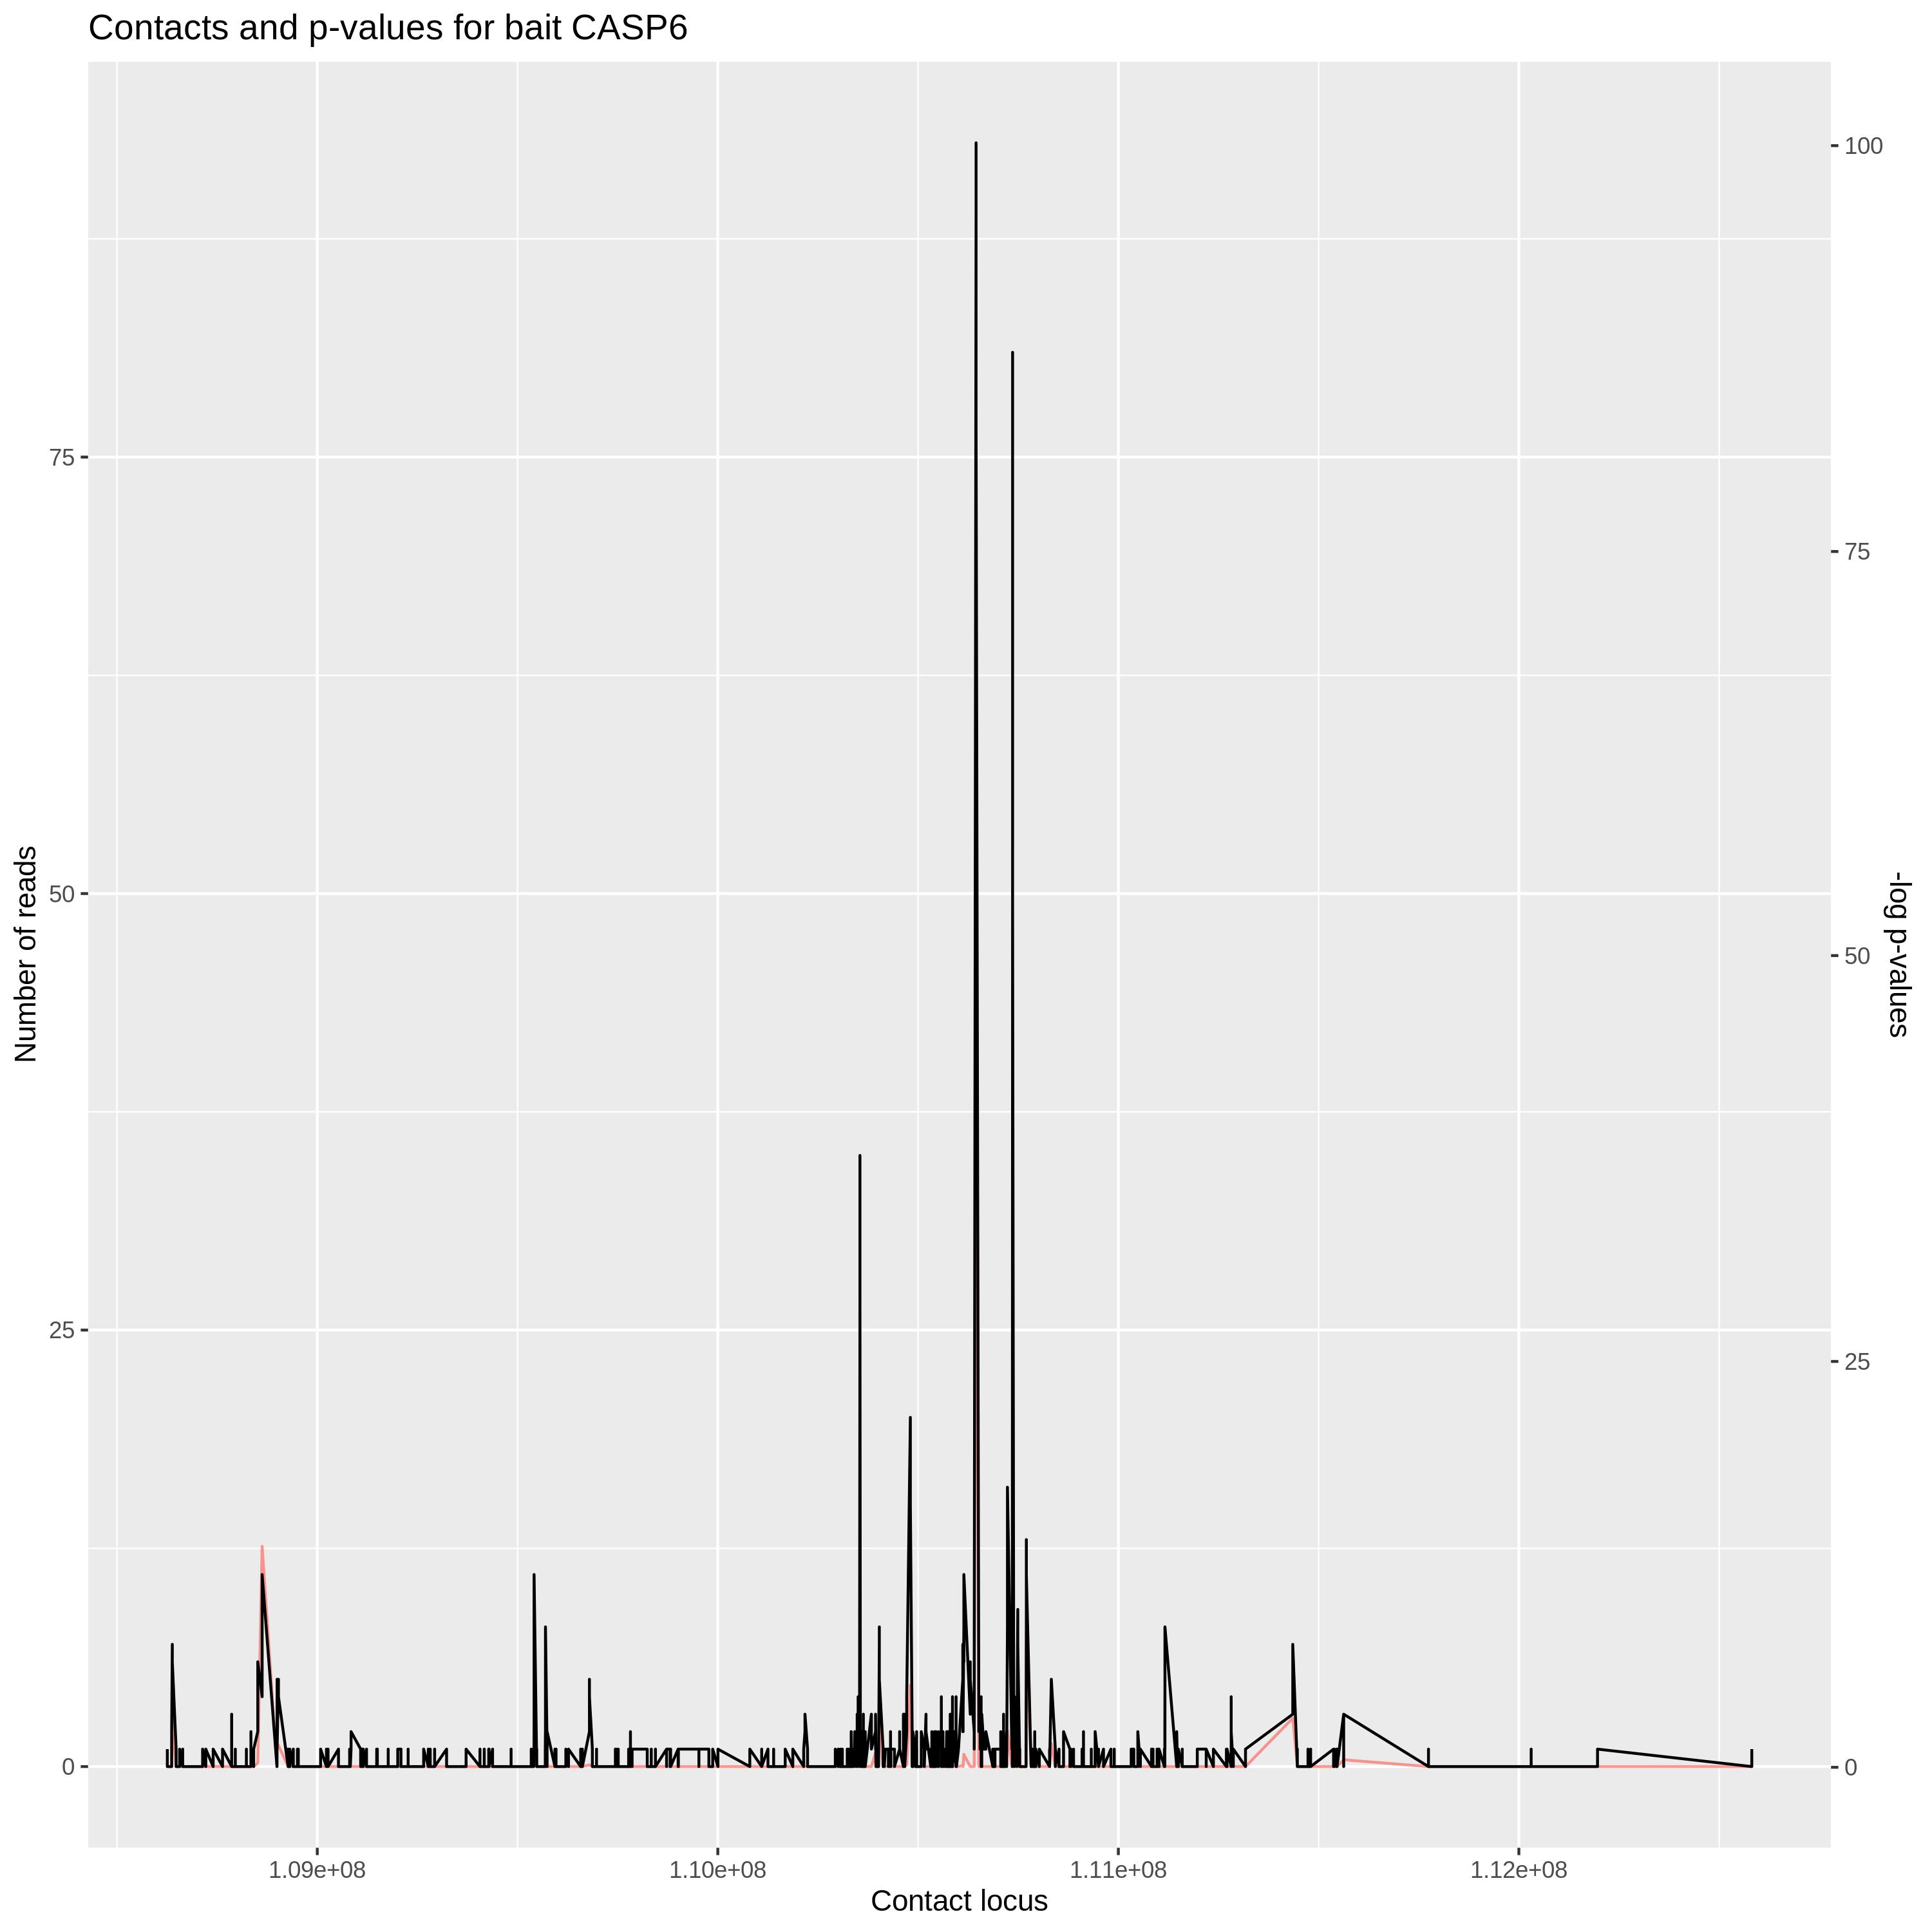 Contacts and p-values for bait CASP6
100
75
75
Number of reads
50
50
-log p-values
25
25
0
0
1.09e+08
1.10e+08
1.11e+08
1.12e+08
Contact locus